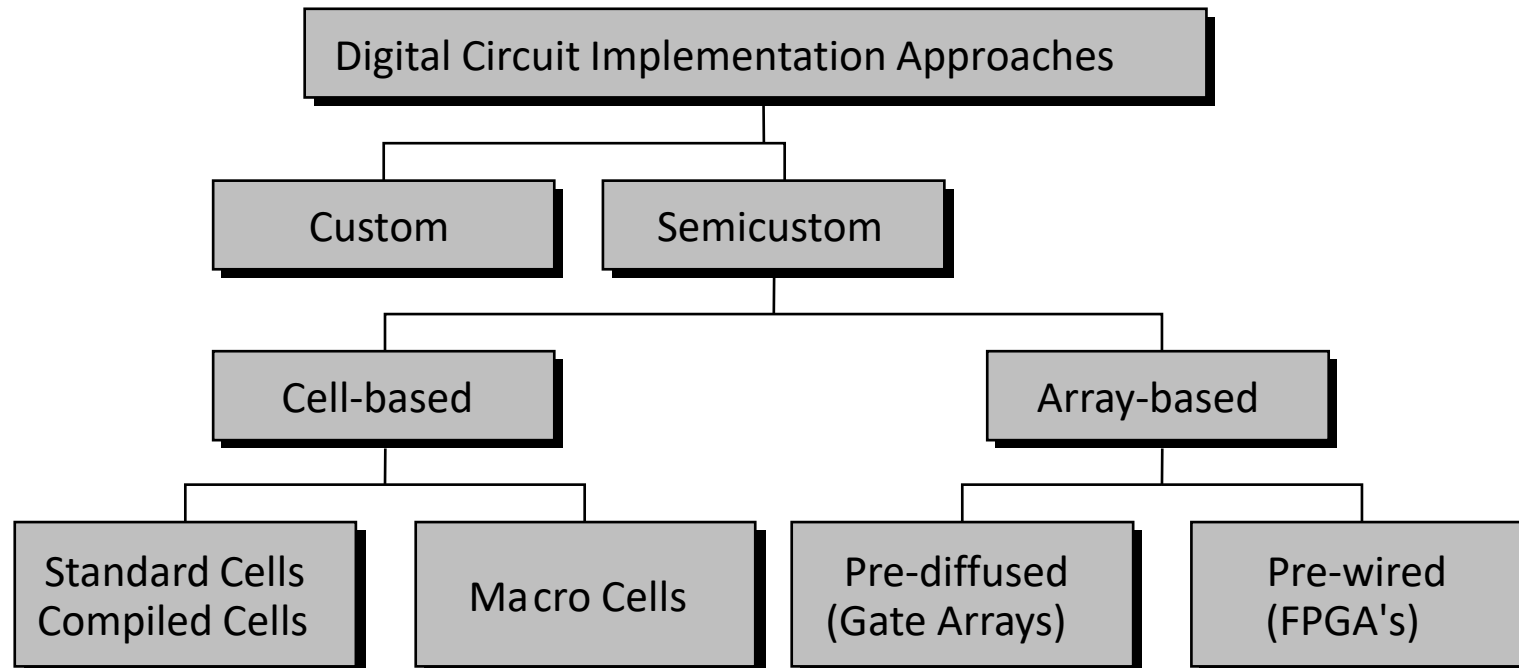 Digital Circuit Implementation Approaches
Custom
Semicustom
Cell-based
Array-based
Standard Cells
Compiled Cells
Macro Cells
Pre-diffused
(Gate Arrays)
Pre-wired
(FPGA's)